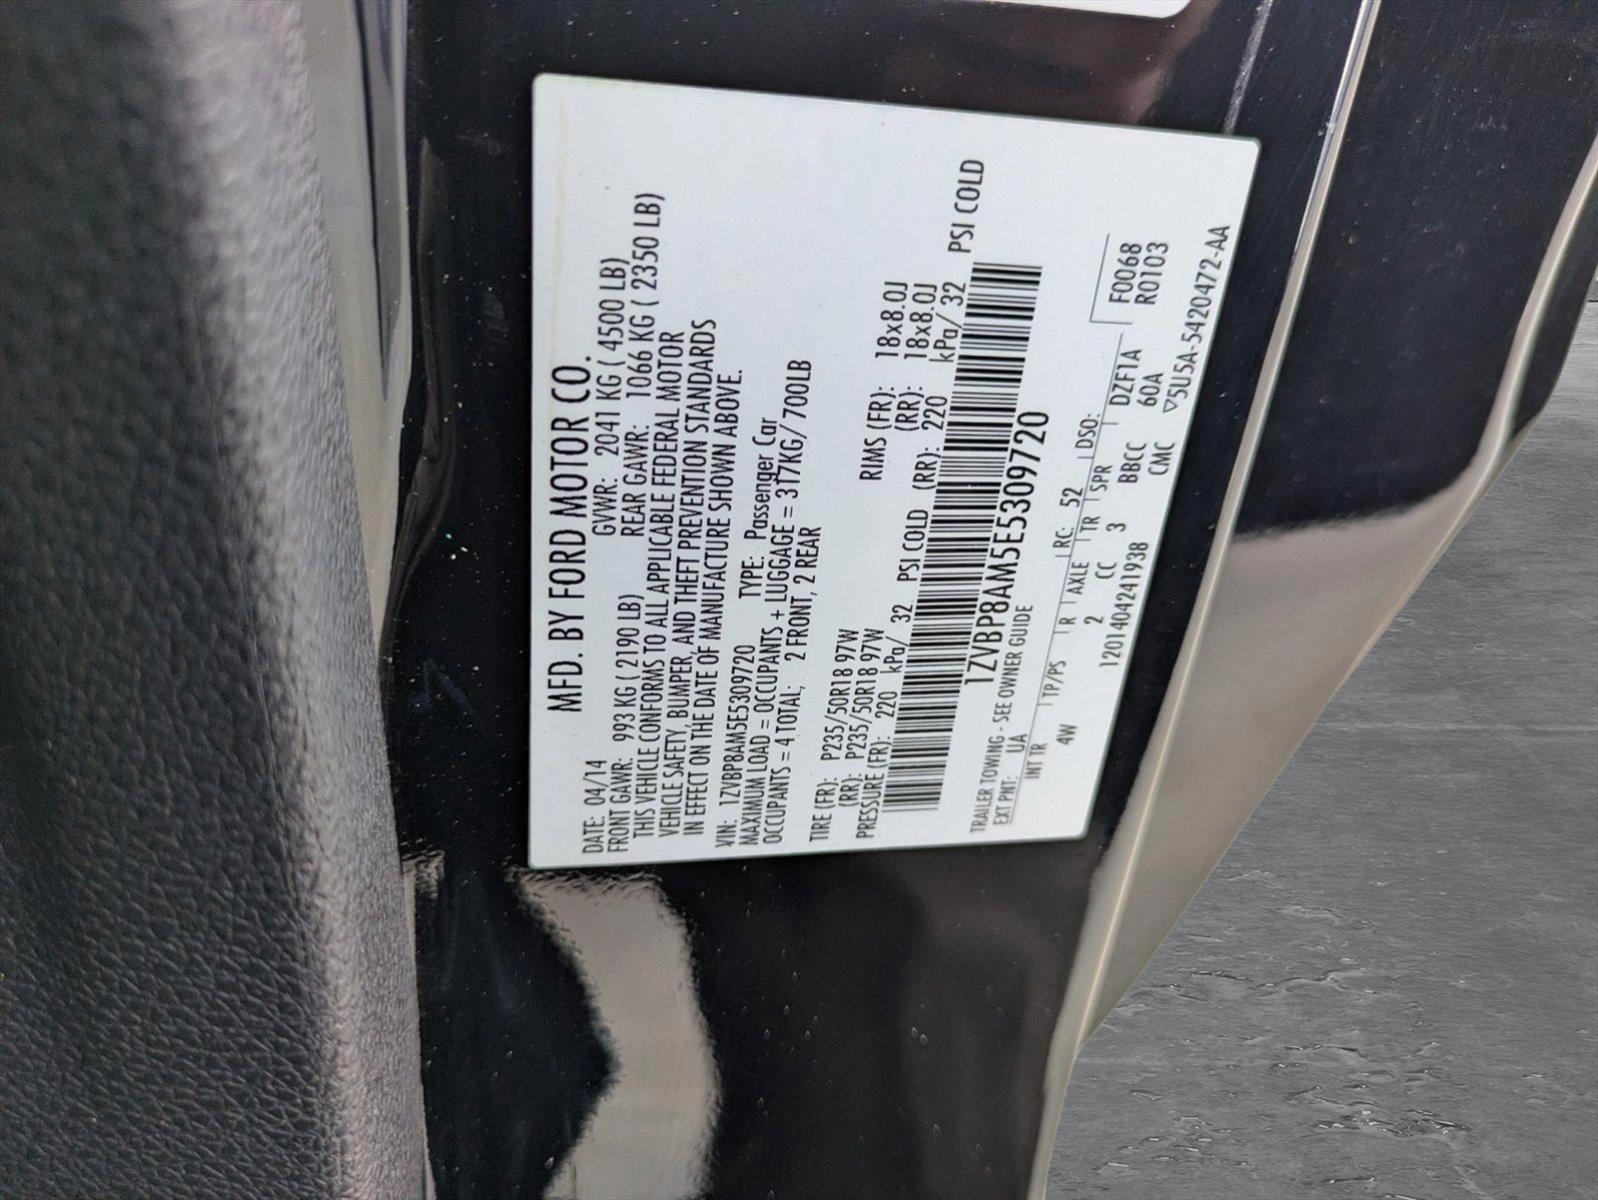 MFD. BY FORD MOTOR CO.
DATE: 04/14 GVWR: 2041 KG ( 4500 LB)
FRONT GAWR: 993 KG ( 2190 LB) REAR GAWR: 1066 KG ( 2350 LB)
THIS VEHICLE CONFORMS TO ALL APPLICABLE FEDERAL MOTOR
VEHICLE SAFETY, BUMPER, AND THEFT PREVENTION STANDARDS
IN EFFECT ON THE DATE OF MANUFACTURE SHOWN ABOVE.
VIN: 1ZVBP8AM5E5309720 TYPE: Passenger Car
MAXIMUM LOAD = OCCUPANTS + LUGGAGE = 317KG/ 700LB
OCCUPANTS = 4 TOTAL; 2 FRONT, 2 REAR
TIRE (FR): P235/50R18 97W RIMS (FR): 18x8.0J
(RR): P235/50R18 97W (RR): 18x8.0J
PRESSURE (FR): 220 kPa/ 32 PSI COLD (RR): 220 kPa/ 32 PSI COLD
1ZVBP8AM5E5309720
TRAILER TOWING - SEE OWNER GUIDE
EXT PNT: UA RC: 52 DSO: F0068
INT TR TP/PS R AXLE TR SPR R0103
4W 2 CC 3 BBCC DZF1A
120140424193​8 CMC 60A
▽5U5A-5420472-AA